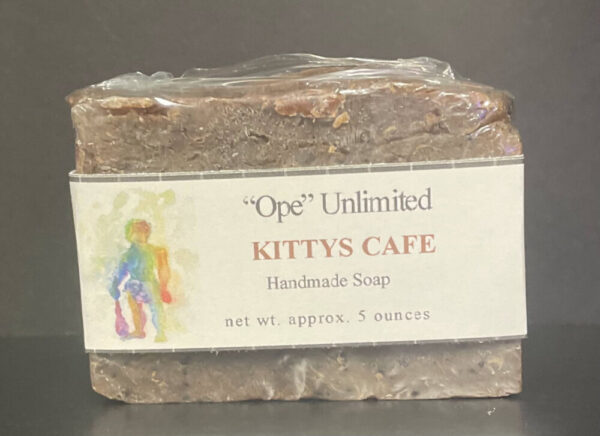 “Ope” Unlimited
KITTYS CAFE
Handmade Soap
net wt. approx. 5 ounces